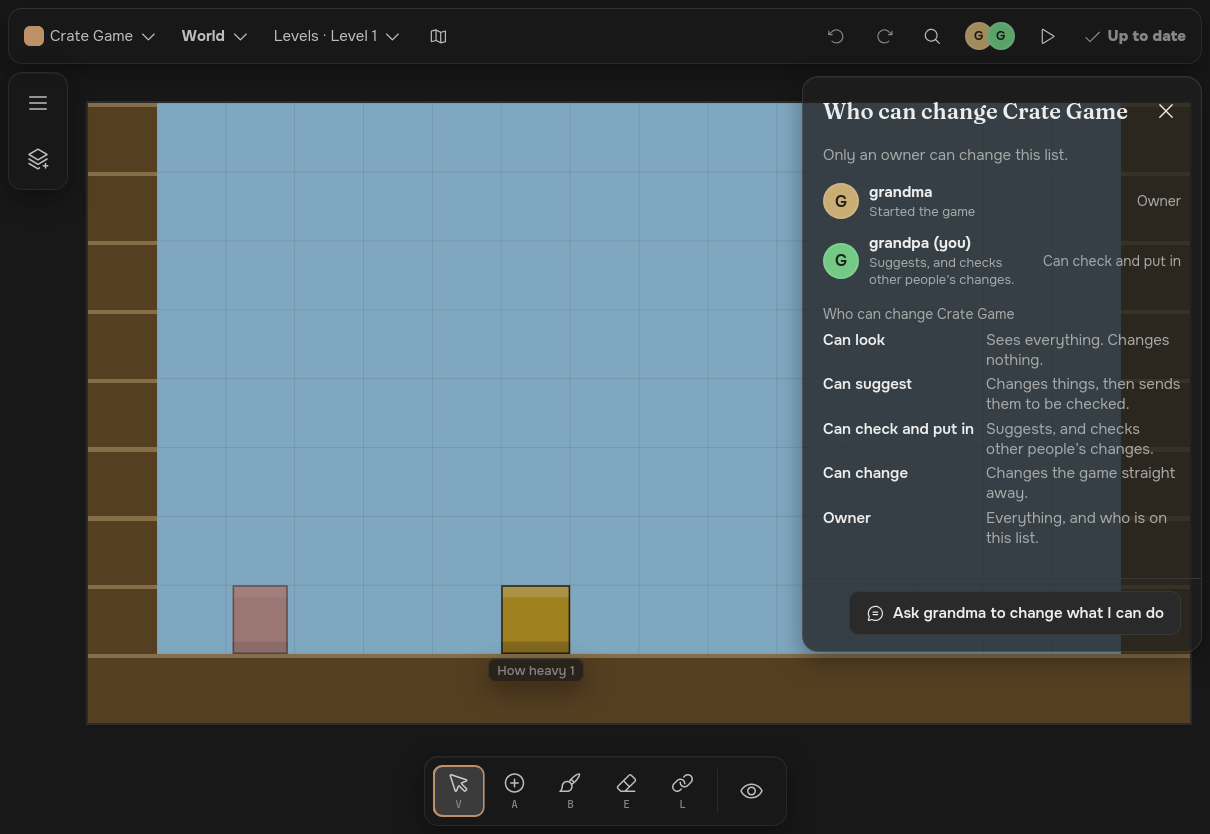 Crate Game
World
Levels · Level 1
G
G
Up to date
Who can change Crate Game
Only an owner can change this list.
G
grandma
Started the game
Owner
G
grandpa (you)
Suggests, and checks
other people's changes.
Can check and put in
Who can change Crate Game
Can look
Sees everything. Changes
nothing.
Can suggest
Changes things, then sends
them to be checked.
Can check and put in
Suggests, and checks
other people's changes.
Can change
Changes the game straight
away.
Owner
Everything, and who is on
this list.
Ask grandma to change what I can do
How heavy 1
V
A
B
E
L